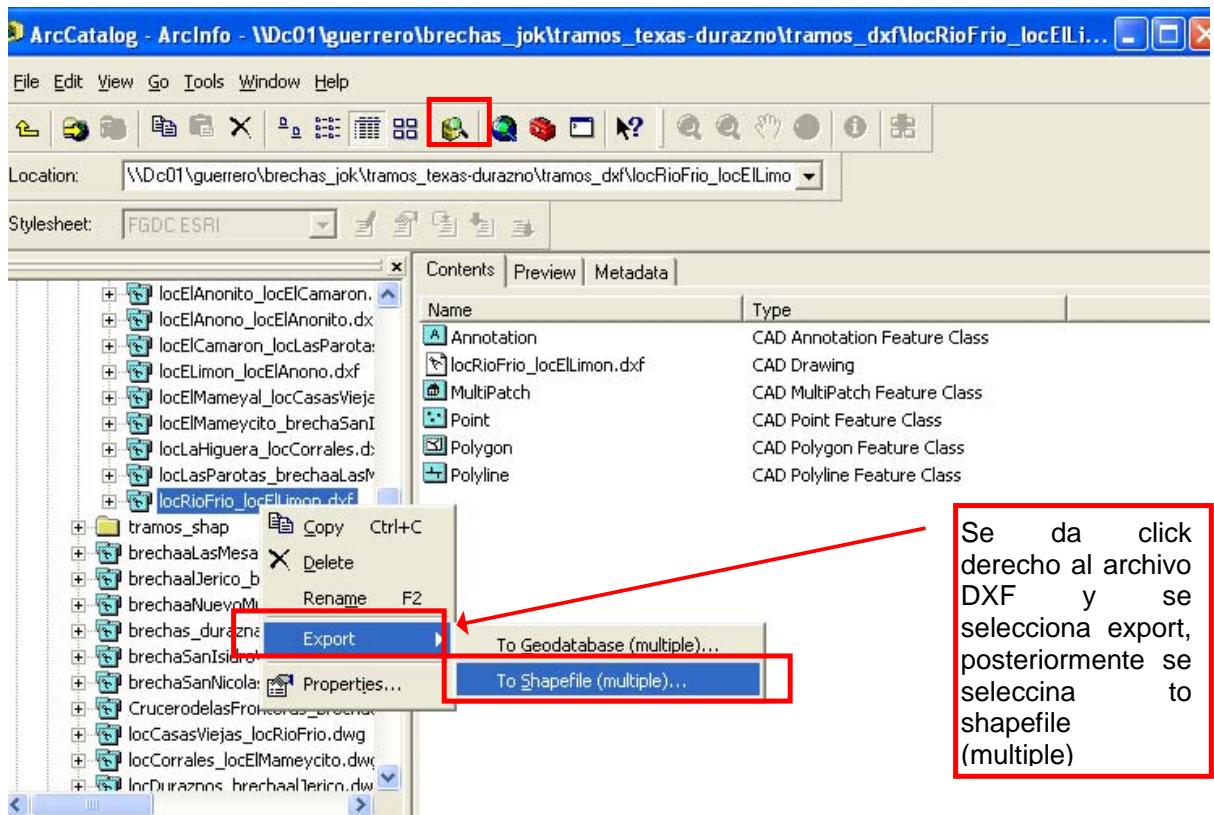 ArcCatalog - ArcInfo - \\Dc01\guerrero\brechas_jok\tramos_texas-durazno\tramos_dxf\locRioFrio_locElLi...
File Edit View Go Tools Window Help
Location: \\Dc01\guerrero\brechas_jok\tramos_texas-durazno\tramos_dxf\locRioFrio_locElLimo
Stylesheet: FGDC ESRI
locElAnonito_locElCamaron.
locElAnono_locElAnonito.dx
locElCamaron_locLasParotas
locELimon_locElAnono.dxf
locElMameyal_locCasasVieja
locElMameycito_brechaSanI
locLaHiguera_locCorrales.d
locLasParotas_brechaaLasM
locRioFrio_locElLimon.dxf
tramos_shap
brechaaLasMesa
brechaalJerico_b
brechaaNuevoM
brechas_durazna
brechaSanIsidro
brechaSanNicola
CrucerodelasFron
locCasasViejas_locRioFrio.dwg
locCorrales_locElMameycito.dwg
locDuraznos_brechaalJerico.dw
Copy Ctrl+C
Delete
Rename F2
Export
Properties...
To Geodatabase (multiple)...
To Shapefile (multiple)...
Contents Preview Metadata
Name Type
Annotation CAD Annotation Feature Class
locRioFrio_locElLimon.dxf CAD Drawing
MultiPatch CAD MultiPatch Feature Class
Point CAD Point Feature Class
Polygon CAD Polygon Feature Class
Polyline CAD Polyline Feature Class
Se da click
derecho al archivo
DXF y se
selecciona export,
posteriormente se
seleccina to
shapefile
(multiple)